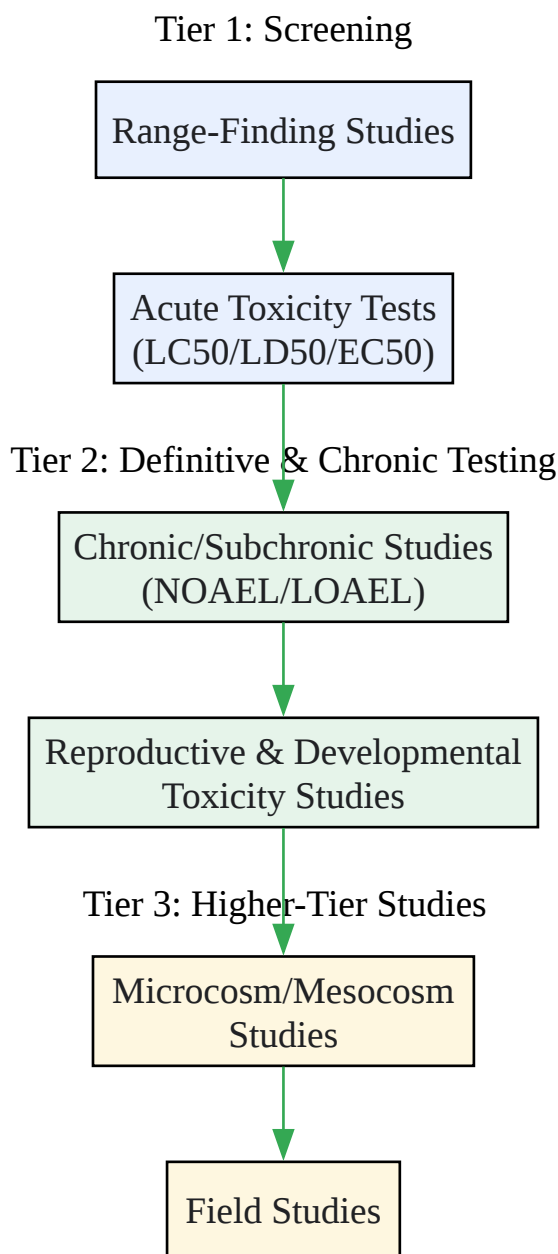 Tier 1: Screening
Range-Finding Studies
Acute Toxicity Tests
(LC50/LD50/EC50)
Tier 2: Definitive & Chronic Testing
Chronic/Subchronic Studies
(NOAEL/LOAEL)
Reproductive & Developmental
Toxicity Studies
Tier 3: Higher-Tier Studies
Microcosm/Mesocosm
Studies
Field Studies